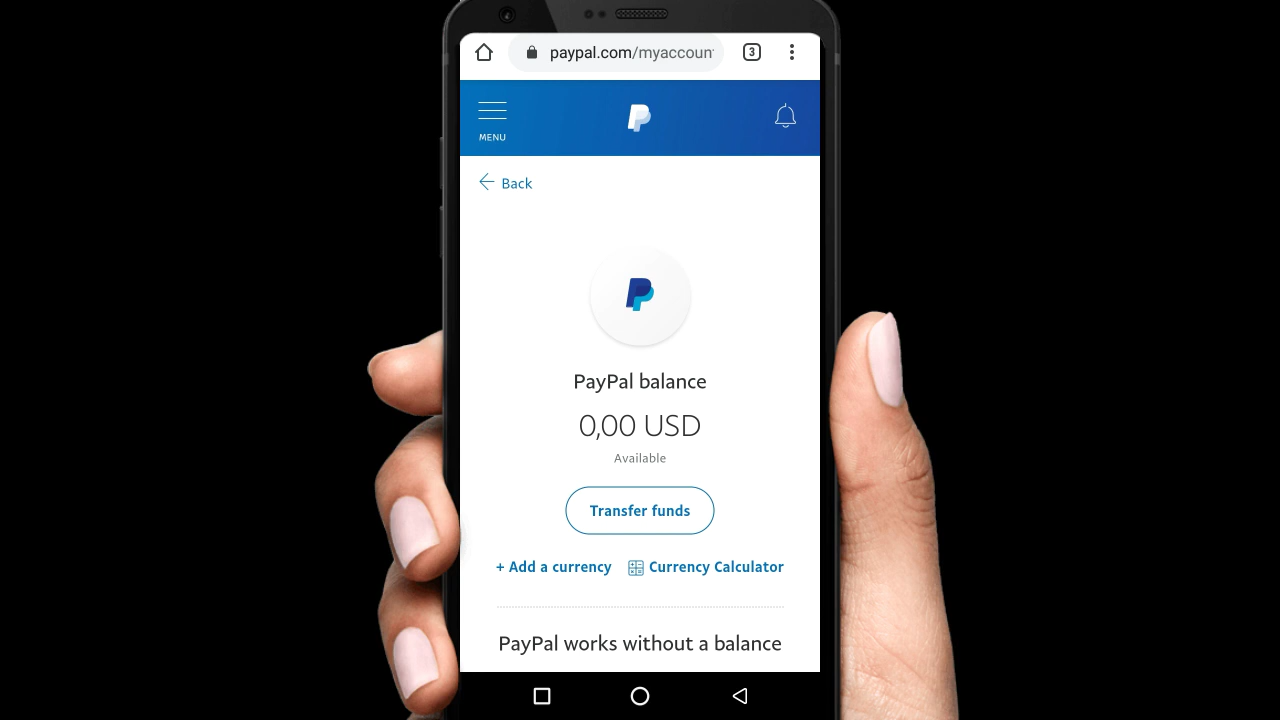 paypal.com/myaccoun
3
MENU
Back
PayPal balance
0,00 USD
Available
Transfer funds
+ Add a currency Currency Calculator
PayPal works without a balance